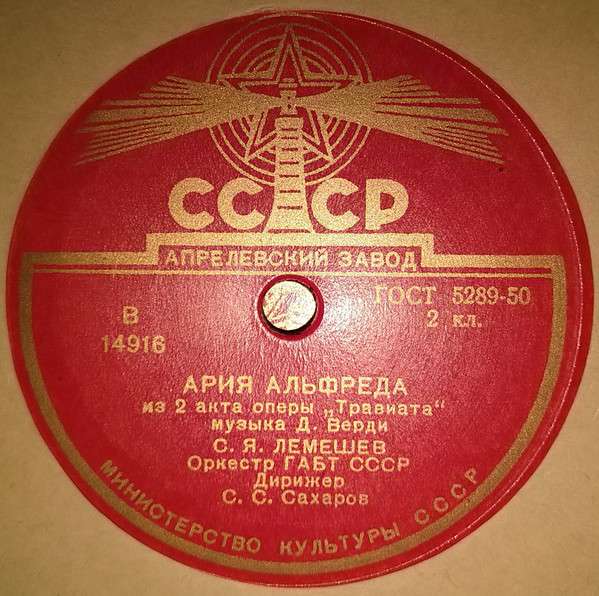 СССР
АПРЕЛЕВСКИЙ ЗАВОД
ГОСТ 5289-50
2 кл.
В
14916
АРИЯ АЛЬФРЕДА
из 2 акта оперы „Травиата“
музыка Д. Верди
С. Я. ЛЕМЕШЕВ
Оркестр ГАБТ СССР
Дирижер
С. С. Сахаров
МИНИСТЕРСТВО КУЛЬТУРЫ СССР